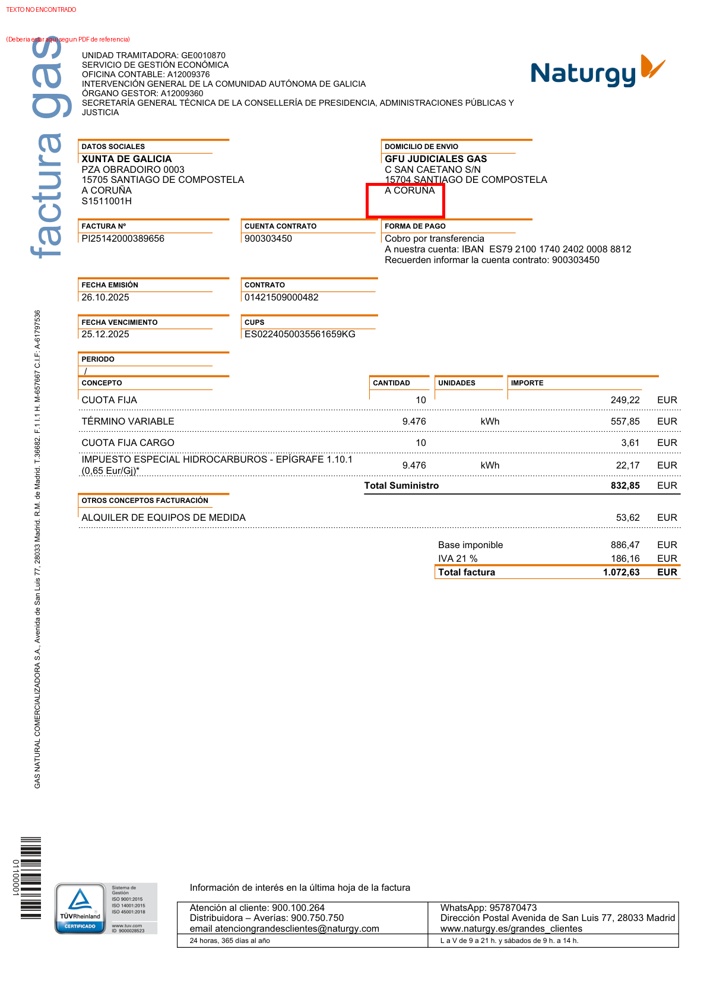 TEXTO NO ENCONTRADO
(Deberia estar aqui segun PDF de referencia)
factura gas
UNIDAD TRAMITADORA: GE0010870
SERVICIO DE GESTIÓN ECONÓMICA
OFICINA CONTABLE: A12009376
INTERVENCIÓN GENERAL DE LA COMUNIDAD AUTÓNOMA DE GALICIA
ÓRGANO GESTOR: A12009360
SECRETARÍA GENERAL TÉCNICA DE LA CONSELLERÍA DE PRESIDENCIA, ADMINISTRACIONES PÚBLICAS Y
JUSTICIA
Naturgy
DATOS SOCIALES
XUNTA DE GALICIA
PZA OBRADOIRO 0003
15705 SANTIAGO DE COMPOSTELA
A CORUÑA
S1511001H
DOMICILIO DE ENVIO
GFU JUDICIALES GAS
C SAN CAETANO S/N
15704 SANTIAGO DE COMPOSTELA
A CORUÑA
FACTURA Nº
PI25142000389656
CUENTA CONTRATO
900303450
FORMA DE PAGO
Cobro por transferencia
A nuestra cuenta: IBAN  ES79 2100 1740 2402 0008 8812
Recuerden informar la cuenta contrato: 900303450
FECHA EMISIÓN
26.10.2025
CONTRATO
01421509000482
FECHA VENCIMIENTO
25.12.2025
CUPS
ES0224050035561659KG
PERIODO
/
CONCEPTO CANTIDAD UNIDADES IMPORTE
CUOTA FIJA 10 249,22 EUR
TÉRMINO VARIABLE 9.476 kWh 557,85 EUR
CUOTA FIJA CARGO 10 3,61 EUR
IMPUESTO ESPECIAL HIDROCARBUROS - EPÍGRAFE 1.10.1
(0,65 Eur/Gj)* 9.476 kWh 22,17 EUR
Total Suministro 832,85 EUR
OTROS CONCEPTOS FACTURACIÓN
ALQUILER DE EQUIPOS DE MEDIDA 53,62 EUR
Base imponible 886,47 EUR
IVA 21 % 186,16 EUR
Total factura 1.072,63 EUR
GAS NATURAL COMERCIALIZADORA S.A., Avenida de San Luis 77, 28033 Madrid. R.M. de Madrid. T.36682. F.1 I.1 H. M-657667 C.I.F: A-61797536
01100001
TÜVRheinland
CERTIFICADO
Sistema de
Gestión
ISO 9001:2015
ISO 14001:2015
ISO 45001:2018
www.tuv.com
ID 9000028523
Información de interés en la última hoja de la factura
Atención al cliente: 900.100.264
Distribuidora – Averías: 900.750.750
email atenciongrandesclientes@naturgy.com
24 horas, 365 días al año
WhatsApp: 957870473
Dirección Postal Avenida de San Luis 77, 28033 Madrid
www.naturgy.es/grandes_clientes
L a V de 9 a 21 h. y sábados de 9 h. a 14 h.